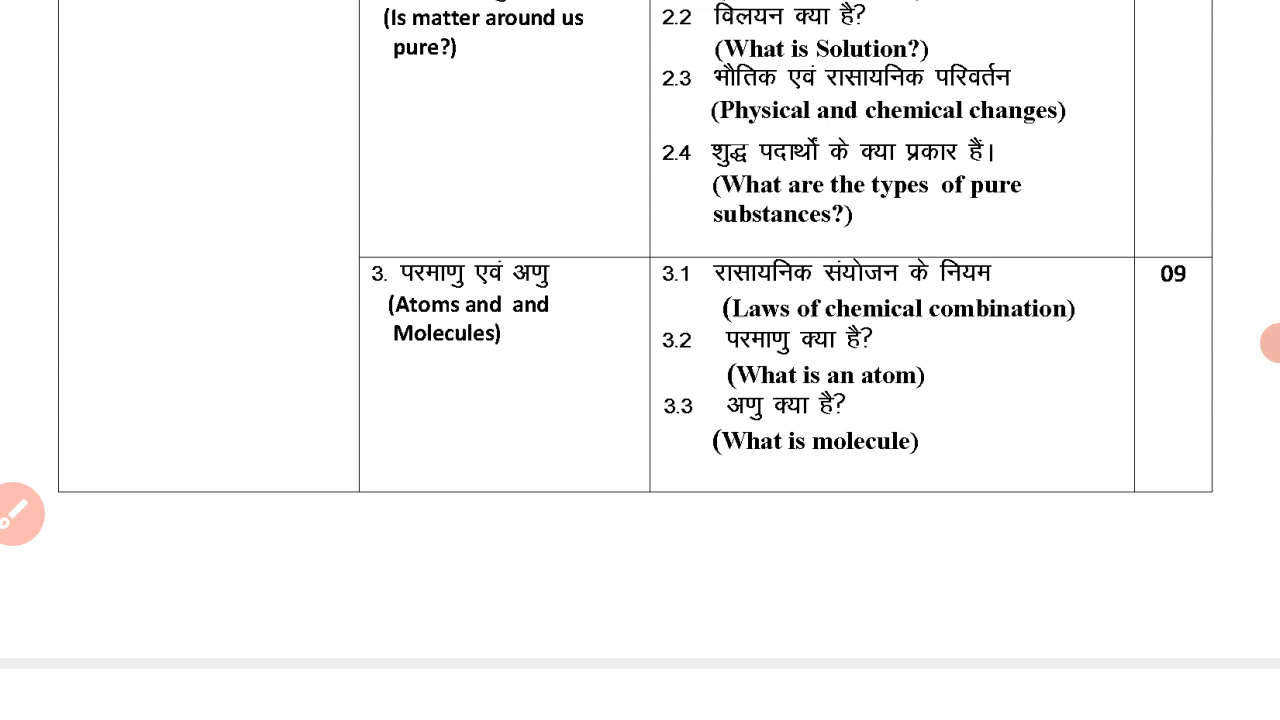 (Is matter around us
pure?)
2.2 विलयन क्या है?
(What is Solution?)
2.3 भौतिक एवं रासायनिक परिवर्तन
(Physical and chemical changes)
2.4 शुद्ध पदार्थों के क्या प्रकार हैं।
(What are the types of pure
substances?)
3. परमाणु एवं अणु
(Atoms and and
Molecules)
3.1 रासायनिक संयोजन के नियम
(Laws of chemical combination)
3.2 परमाणु क्या है?
(What is an atom)
3.3 अणु क्या है?
(What is molecule)
09